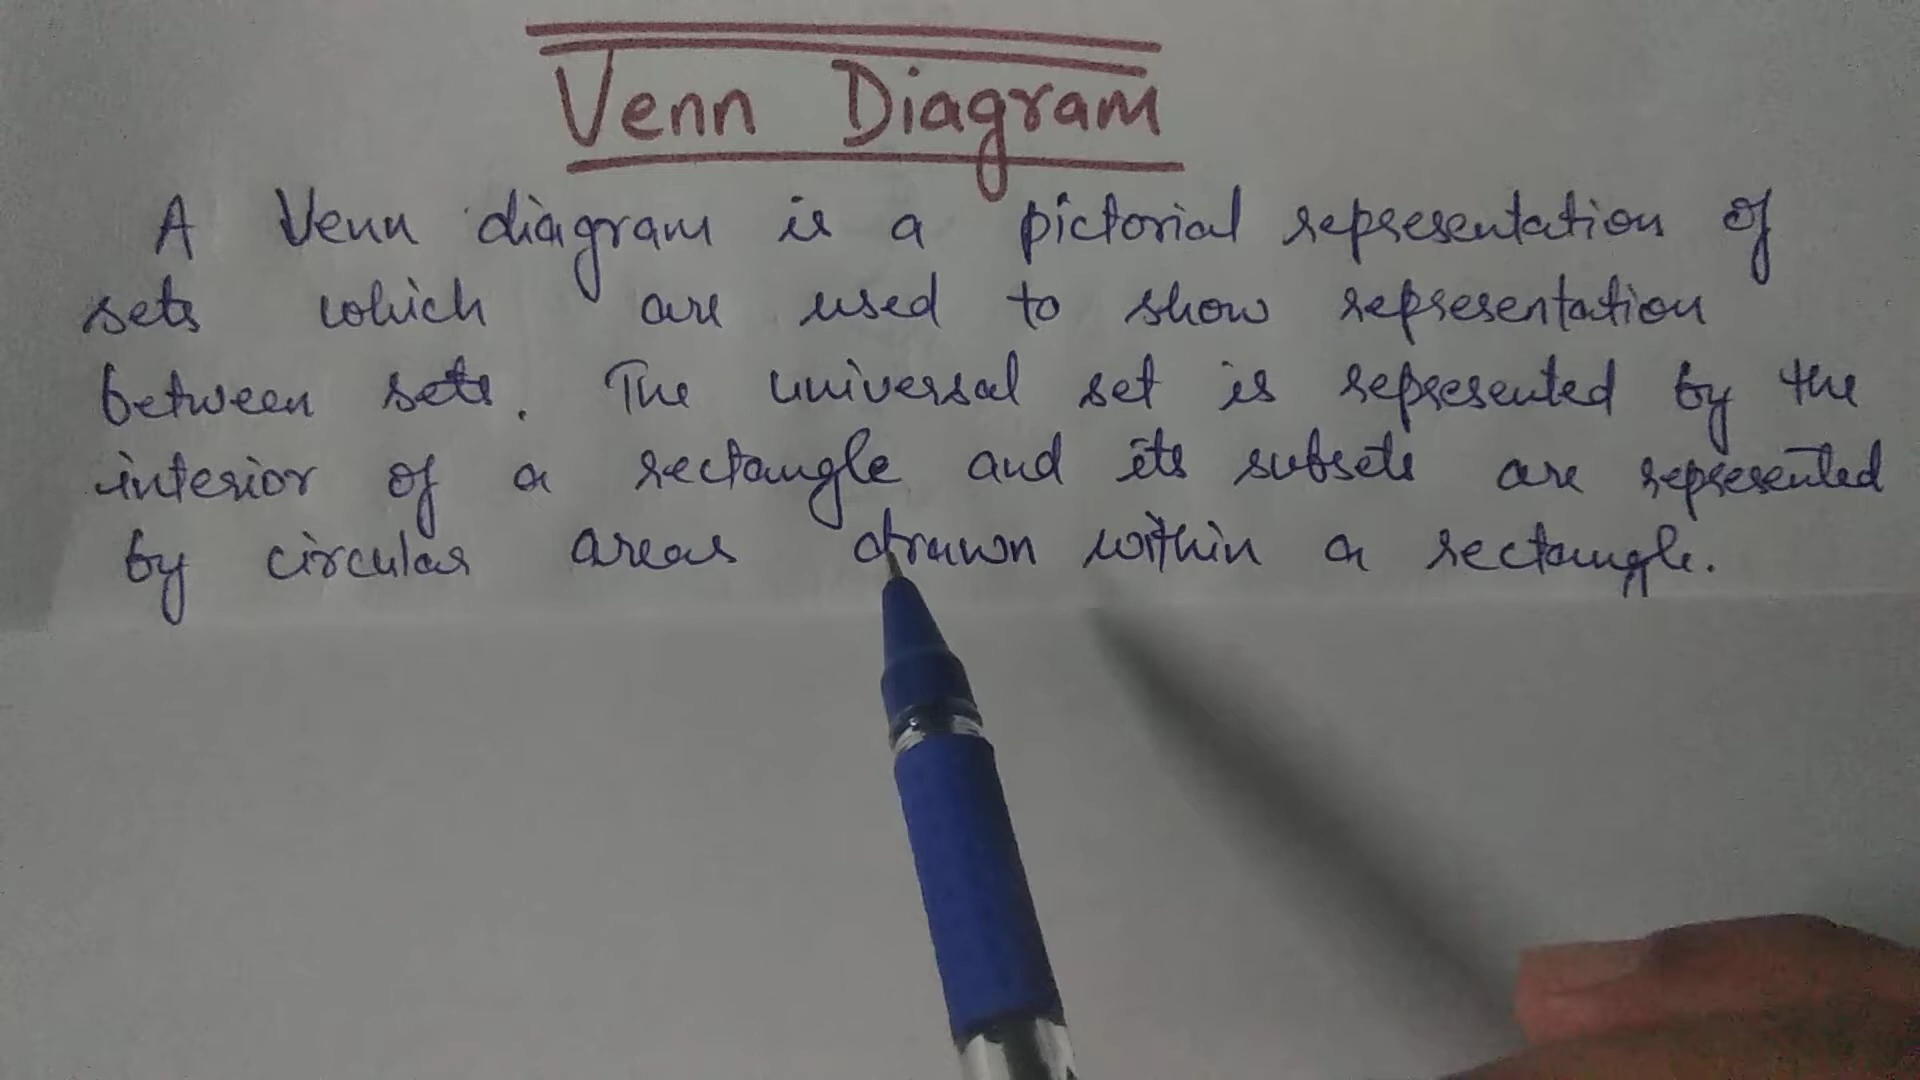 Venn Diagram
A Venn diagram is a pictorial representation of
sets which are used to show representation
between sets. The universal set is represented by the
interior of a rectangle and its subsets are represented
by circular areas drawn within a rectangle.